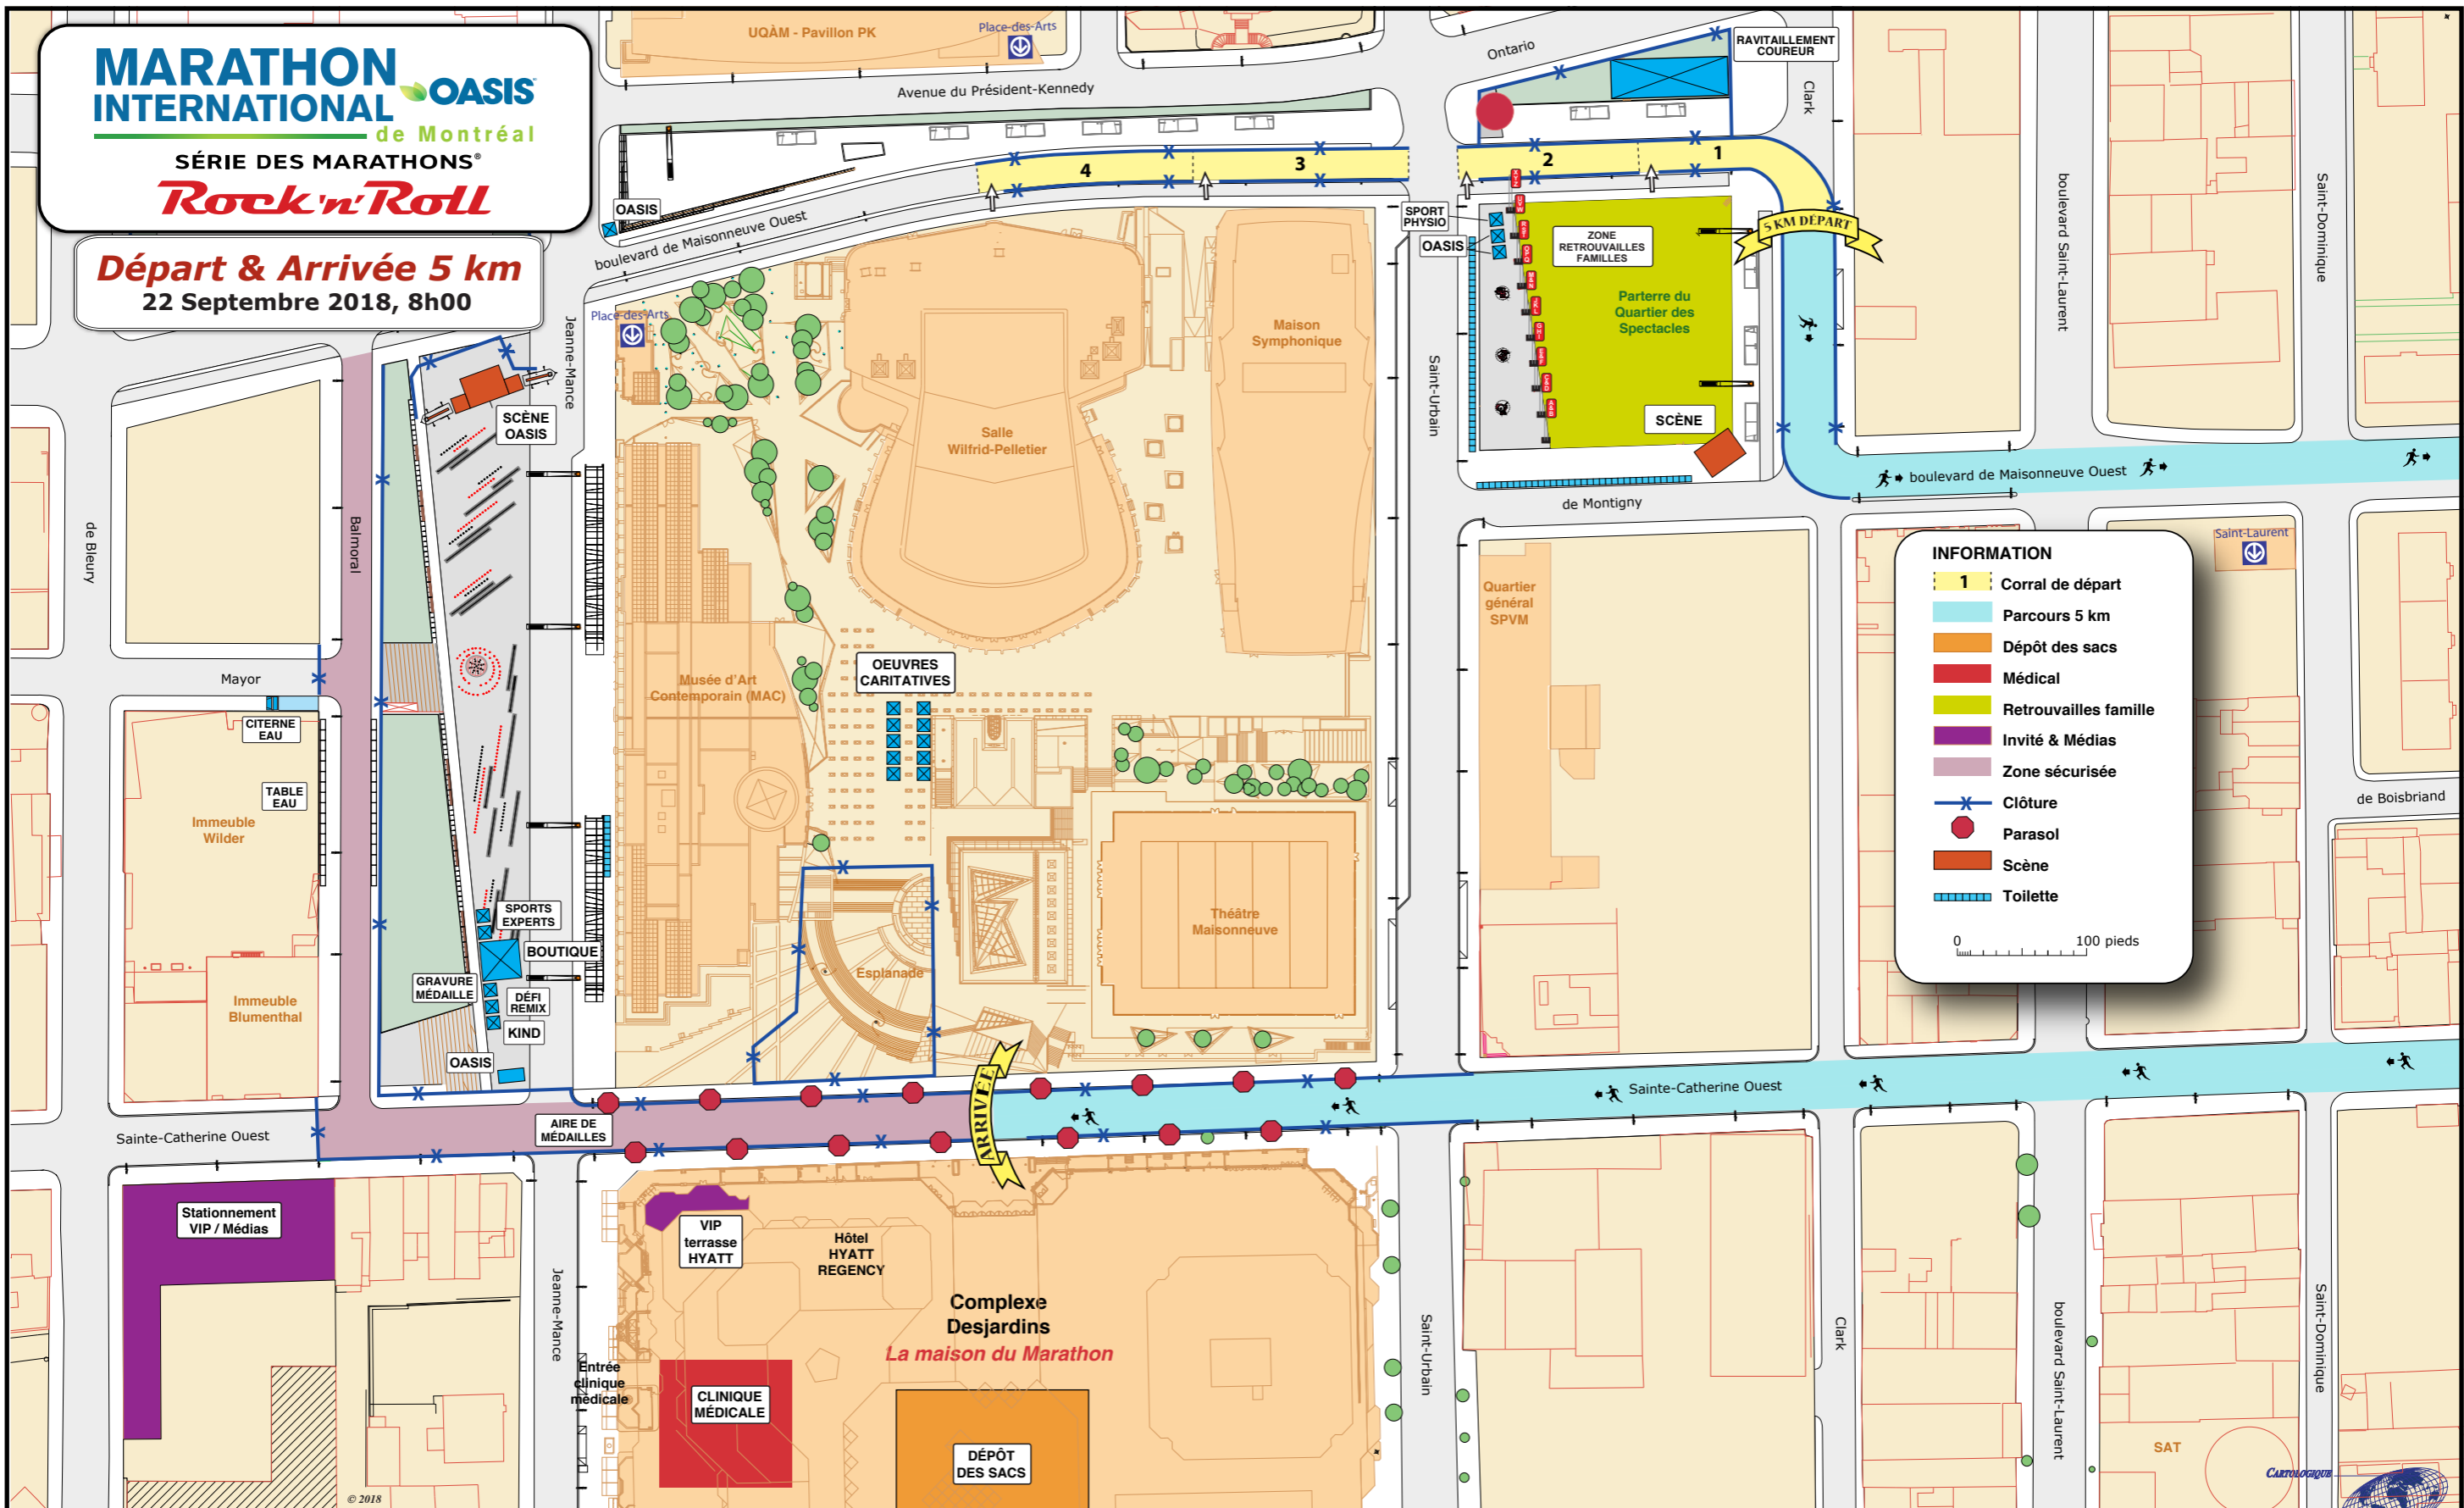 MARATHON
INTERNATIONAL
OASIS
de Montréal
SÉRIE DES MARATHONS®
Rock'n'Roll
Départ & Arrivée 5 km
22 Septembre 2018, 8h00
UQÀM - Pavillon PK
Place-des-Arts
Avenue du Président-Kennedy
Ontario
RAVITAILLEMENT
COUREUR
Clark
boulevard Saint-Laurent
Saint-Dominique
4
3
2
1
OASIS
boulevard de Maisonneuve Ouest
SPORT
PHYSIO
OASIS
ZONE
RETROUVAILLES
FAMILLES
5 KM DÉPART
Parterre du
Quartier des
Spectacles
SCÈNE
Place-des-Arts
Jeanne-Mance
Maison
Symphonique
Saint-Urbain
SCÈNE
OASIS
Salle
Wilfrid-Pelletier
boulevard de Maisonneuve Ouest
de Montigny
de Bleury
Balmoral
Quartier
général
SPVM
Saint-Laurent
INFORMATION
1 Corral de départ
Parcours 5 km
Dépôt des sacs
Médical
Retrouvailles famille
Invité & Médias
Zone sécurisée
X Clôture
Parasol
Scène
Toilette
0 100 pieds
de Boisbriand
Mayor
CITERNE
EAU
TABLE
EAU
Immeuble
Wilder
Musée d'Art
Contemporain (MAC)
OEUVRES
CARITATIVES
SPORTS
EXPERTS
BOUTIQUE
GRAVURE
MÉDAILLE
DÉFI
REMIX
KIND
OASIS
Immeuble
Blumenthal
Esplanade
Théâtre
Maisonneuve
Sainte-Catherine Ouest
AIRE DE
MÉDAILLES
ARRIVÉE
Sainte-Catherine Ouest
Stationnement
VIP / Médias
VIP
terrasse
HYATT
Hôtel
HYATT
REGENCY
Complexe
Desjardins
La maison du Marathon
Jeanne-Mance
Entrée
clinique
médicale
CLINIQUE
MÉDICALE
DÉPÔT
DES SACS
Saint-Urbain
Clark
boulevard Saint-Laurent
Saint-Dominique
SAT
CARTOLOGIQUE
© 2018